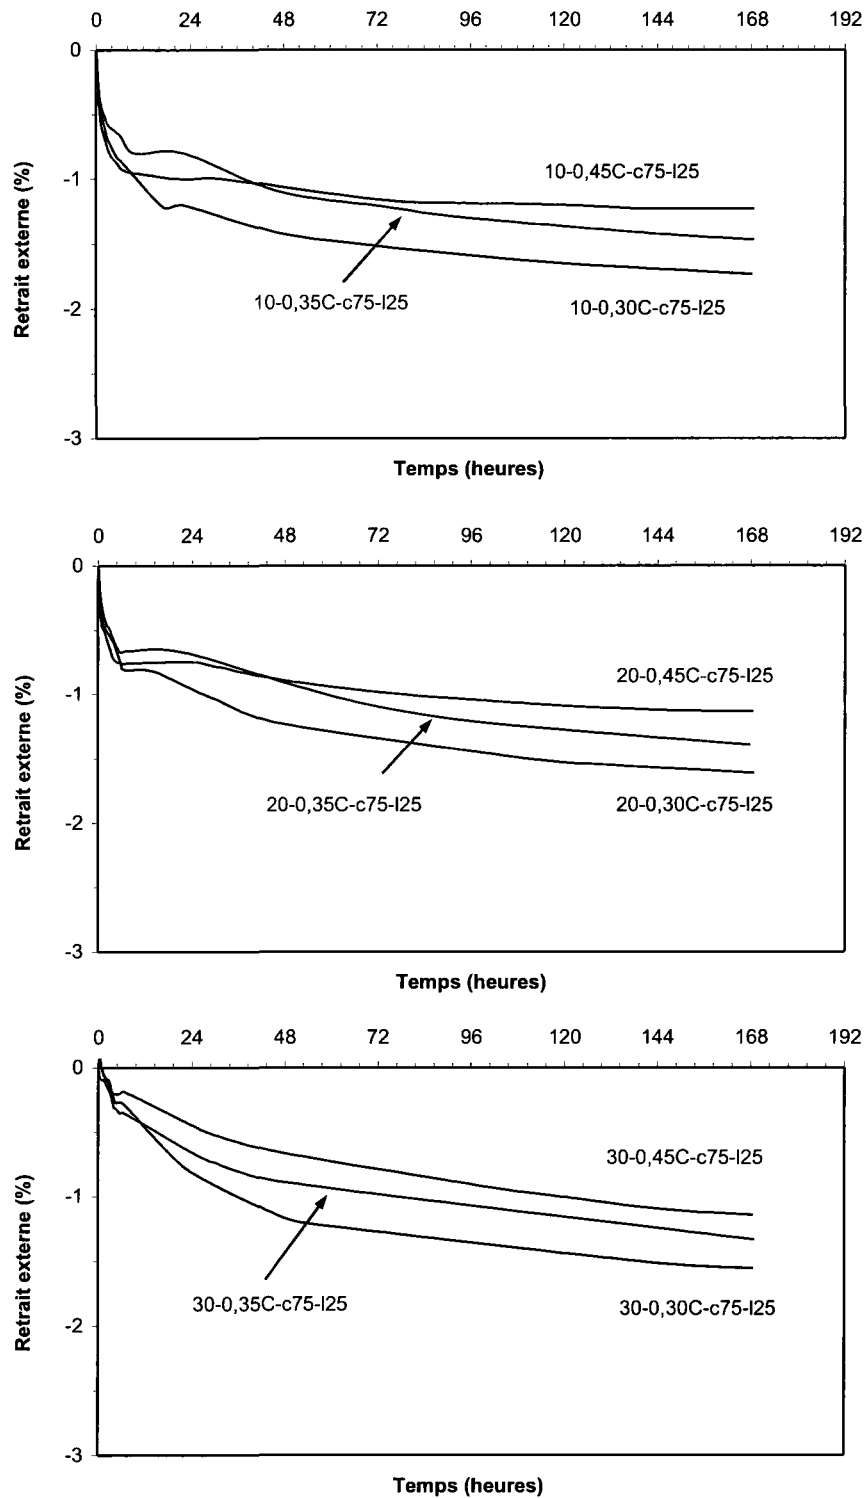 0 24 48 72 96 120 144 168 192
0
-1
-2
-3
Retrait externe (%)
10-0,45C-c75-I25
10-0,35C-c75-I25
10-0,30C-c75-I25
Temps (heures)
0 24 48 72 96 120 144 168 192
0
-1
-2
-3
Retrait externe (%)
20-0,45C-c75-I25
20-0,35C-c75-I25
20-0,30C-c75-I25
Temps (heures)
0 24 48 72 96 120 144 168 192
0
-1
-2
-3
Retrait externe (%)
30-0,45C-c75-I25
30-0,35C-c75-I25
30-0,30C-c75-I25
Temps (heures)